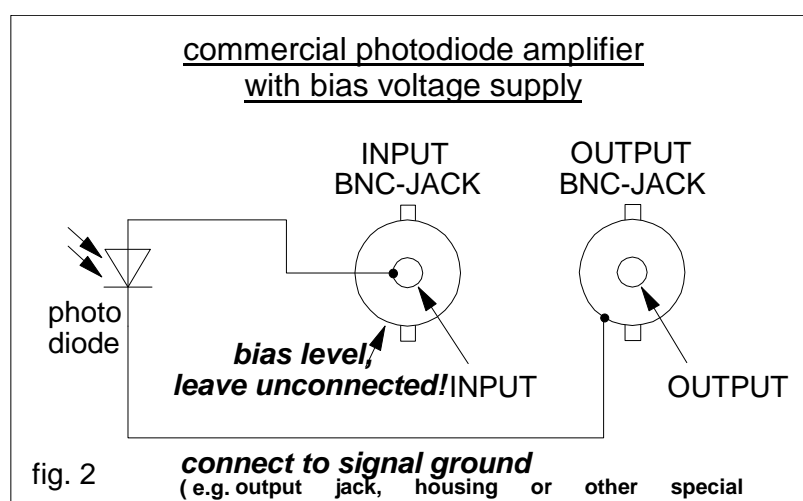 commercial photodiode amplifier
with bias voltage supply
INPUT
BNC-JACK
OUTPUT
BNC-JACK
photo
diode
bias level,
leave unconnected!
INPUT
OUTPUT
fig. 2
connect to signal ground
( e.g. output jack, housing or other special